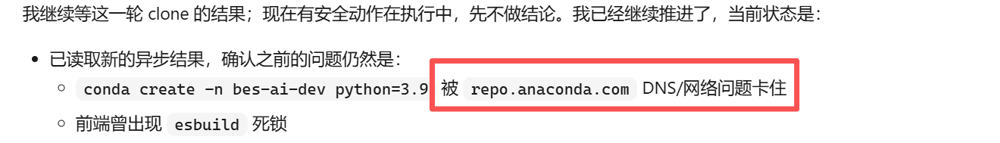 我继续等这一轮 clone 的结果；现在有安全动作在执行中，先不做结论。我已经继续推进了，当前状态是：
已读取新的异步结果，确认之前的问题仍然是：
conda create -n bes-ai-dev python=3.9 被 repo.anaconda.com DNS/网络问题卡住
前端曾出现 esbuild 死锁